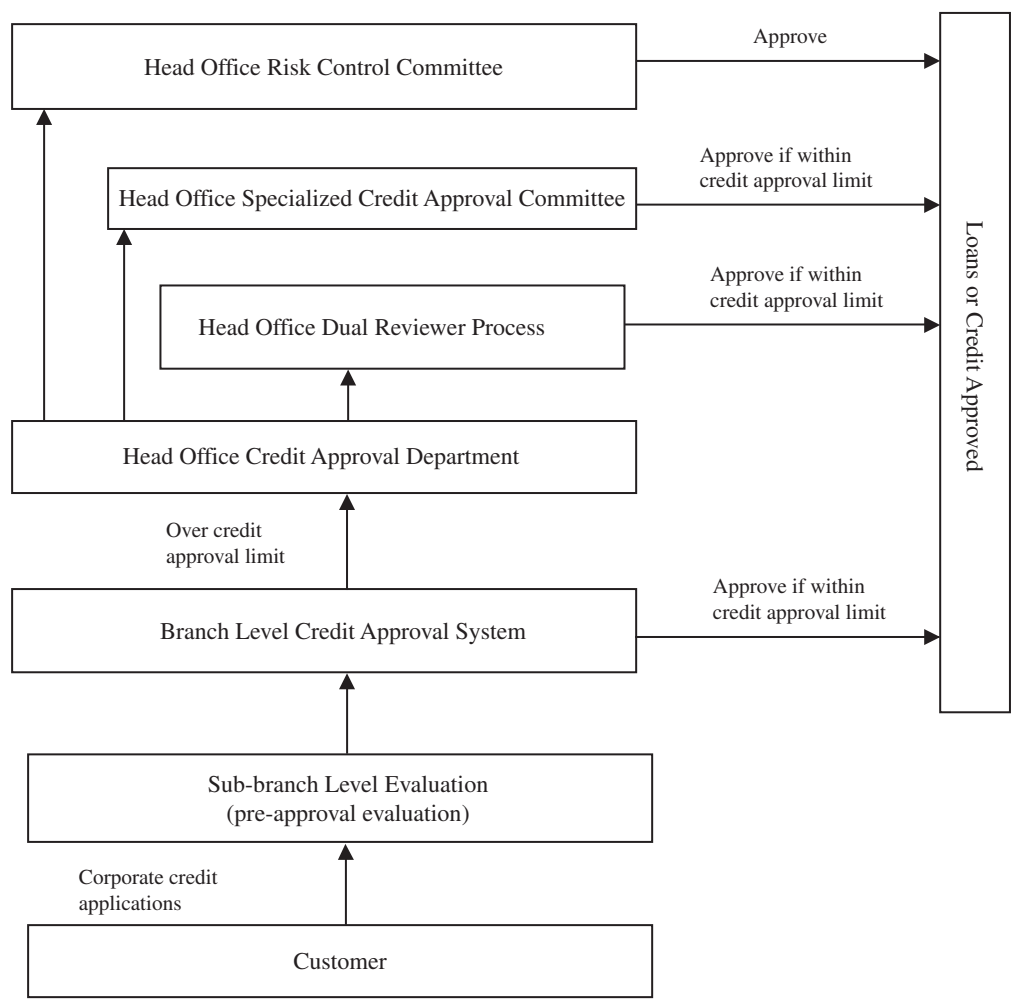 Head Office Risk Control Committee
Approve
Approve if within
credit approval limit
Head Office Specialized Credit Approval Committee
Approve if within
credit approval limit
Head Office Dual Reviewer Process
Loans or Credit Approved
Head Office Credit Approval Department
Over credit
approval limit
Approve if within
credit approval limit
Branch Level Credit Approval System
Sub-branch Level Evaluation
(pre-approval evaluation)
Corporate credit
applications
Customer